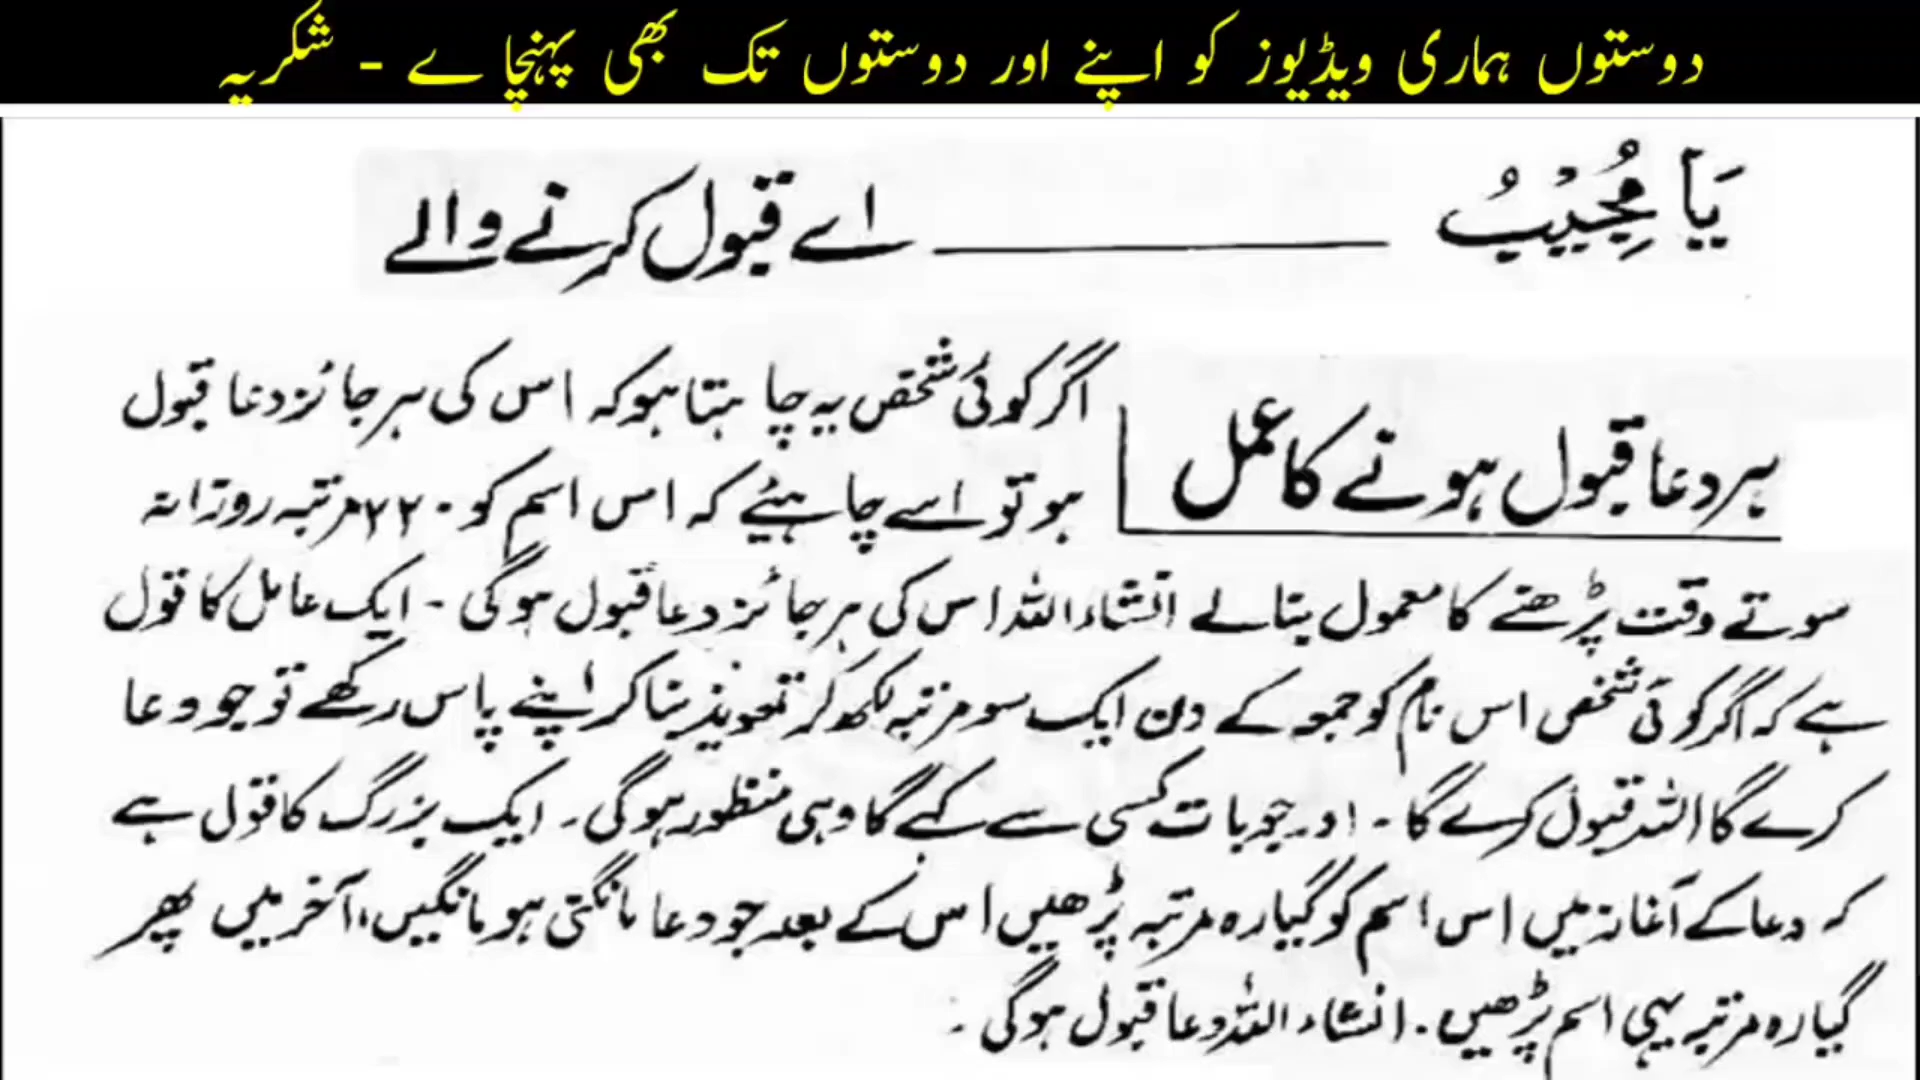 دوستوں ہماری ویڈیوز کو اپنے اور دوستوں تک بھی پہنچاے - شکریہ
یَا مُجِیْبُ ــــــــــ اے قبول کرنے والے
ہر دعا قبول ہونے کا عمل
اگر کوئی شخص یہ چاہتا ہو کہ اس کی ہر جائز دعا قبول
ہو تو اسے چاہیئے کہ اس اسم کو ۷۲۰ مرتبہ روزانہ
سوتے وقت پڑھنے کا معمول بنالے انشاء اللہ اس کی ہر جائز دعا قبول ہوگی - ایک عامل کا قول
ہے کہ اگر کوئی شخص اس نام کو جمعہ کے دن ایک سو مرتبہ لکھ کر تعویذ بنا کر اپنے پاس رکھے تو جو دعا
کرے گا اللہ قبول کرے گا - اور جو بات کسی سے کہے گا وہی منظور ہوگی - ایک بزرگ کا قول ہے
کہ دعا کے آغاز میں اس اسم کو گیارہ مرتبہ پڑھیں اس کے بعد جو دعا مانگنی ہو مانگیں، آخر میں پھر
گیارہ مرتبہ یہی اسم پڑھیں - انشاء اللہ دعا قبول ہوگی -